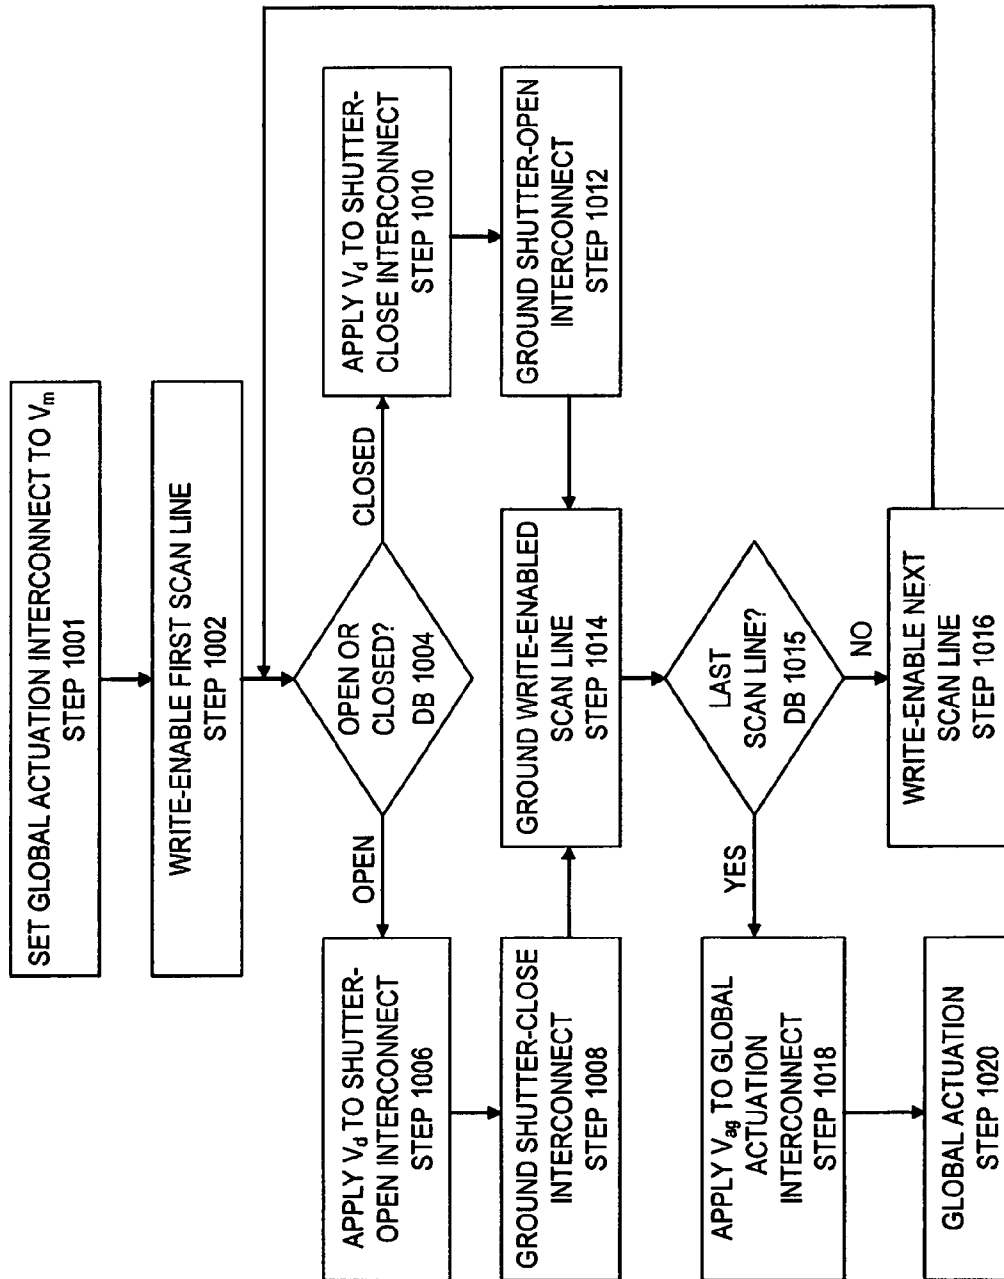 SET GLOBAL ACTUATION INTERCONNECT TO Vm
STEP 1001
WRITE-ENABLE FIRST SCAN LINE
STEP 1002
OPEN OR
CLOSED?
DB 1004
OPEN
CLOSED
APPLY Vd TO SHUTTER-
OPEN INTERCONNECT
STEP 1006
APPLY Vd TO SHUTTER-
CLOSE INTERCONNECT
STEP 1010
GROUND SHUTTER-CLOSE
INTERCONNECT
STEP 1008
GROUND SHUTTER-OPEN
INTERCONNECT
STEP 1012
GROUND WRITE-ENABLED
SCAN LINE
STEP 1014
LAST
SCAN LINE?
DB 1015
YES
NO
APPLY Vag TO GLOBAL
ACTUATION
INTERCONNECT
STEP 1018
WRITE-ENABLE NEXT
SCAN LINE
STEP 1016
GLOBAL ACTUATION
STEP 1020